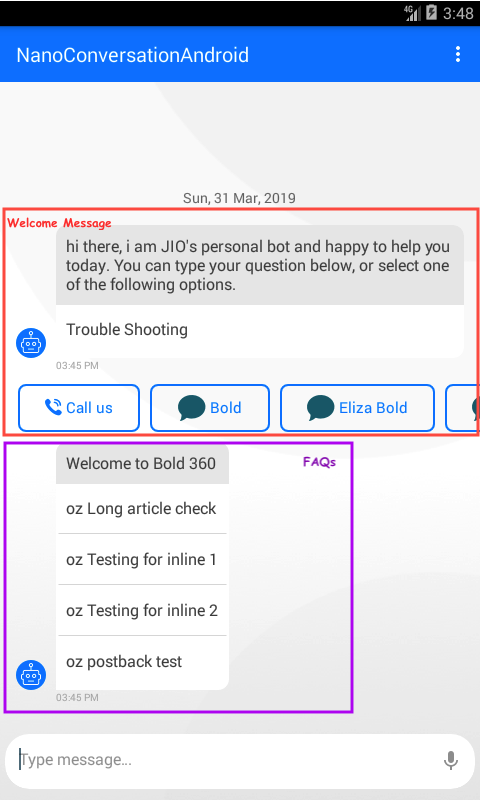 4G 3:48
NanoConversationAndroid
Sun, 31 Mar, 2019
Welcome Message
hi there, i am JIO's personal bot and happy to help you
today. You can type your question below, or select one
of the following options.
Trouble Shooting
03:45 PM
Call us Bold Eliza Bold
Welcome to Bold 360
FAQs
oz Long article check
oz Testing for inline 1
oz Testing for inline 2
oz postback test
03:45 PM
Type message...